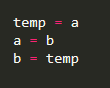 temp = a
a = b
b = temp